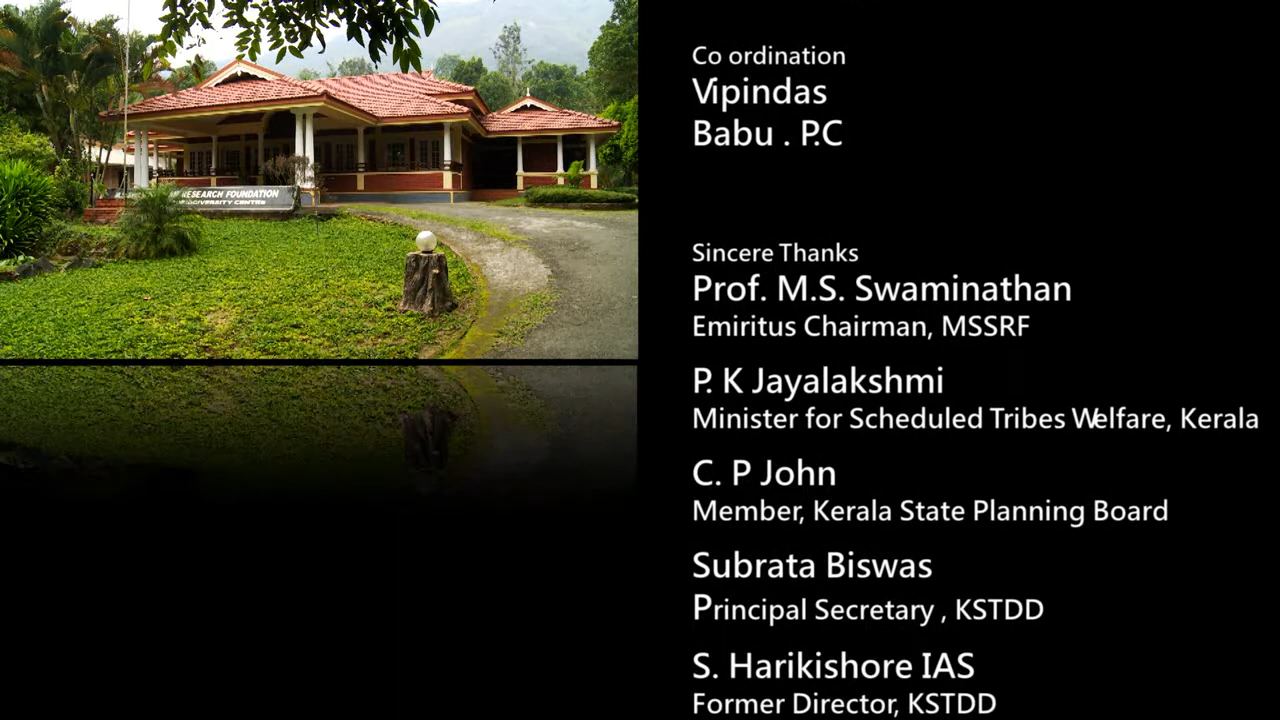 RESEARCH FOUNDATION
Co ordination
Vipindas
Babu . P.C
Sincere Thanks
Prof. M.S. Swaminathan
Emiritus Chairman, MSSRF
P. K Jayalakshmi
Minister for Scheduled Tribes Welfare, Kerala
C. P John
Member, Kerala State Planning Board
Subrata Biswas
Principal Secretary , KSTDD
S. Harikishore IAS
Former Director, KSTDD